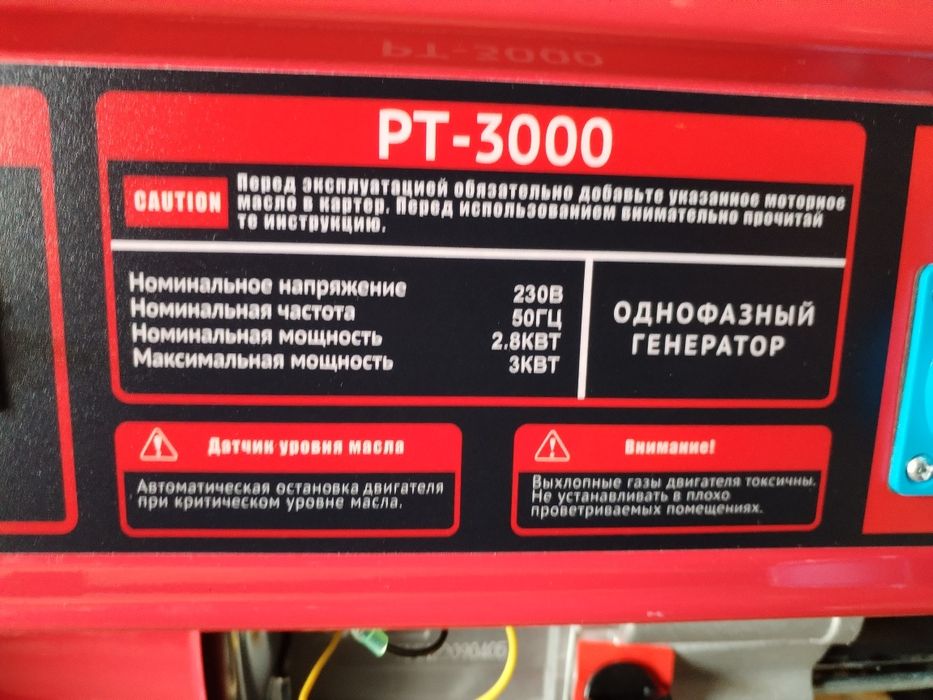 PT-3000
PT-3000
CAUTION
Перед эксплуатацией обязательно добавьте указанное моторное
масло в картер. Перед использованием внимательно прочитай
те инструкцию.
Номинальное напряжение 230В
Номинальная частота 50ГЦ
Номинальная мощность 2.8КВТ
Максимальная мощность 3КВТ
ОДНОФАЗНЫЙ
ГЕНЕРАТОР
Датчик уровня масла
Автоматическая остановка двигателя
при критическом уровне масла.
Внимание!
Выхлопные газы двигателя токсичны.
Не устанавливать в плохо
проветриваемых помещениях.